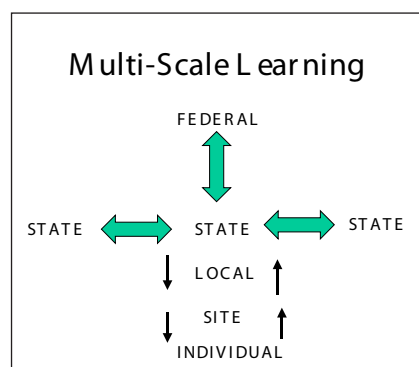 Multi-Scale Learning
FEDERAL
STATE STATE STATE
LOCAL
SITE
INDIVIDUAL